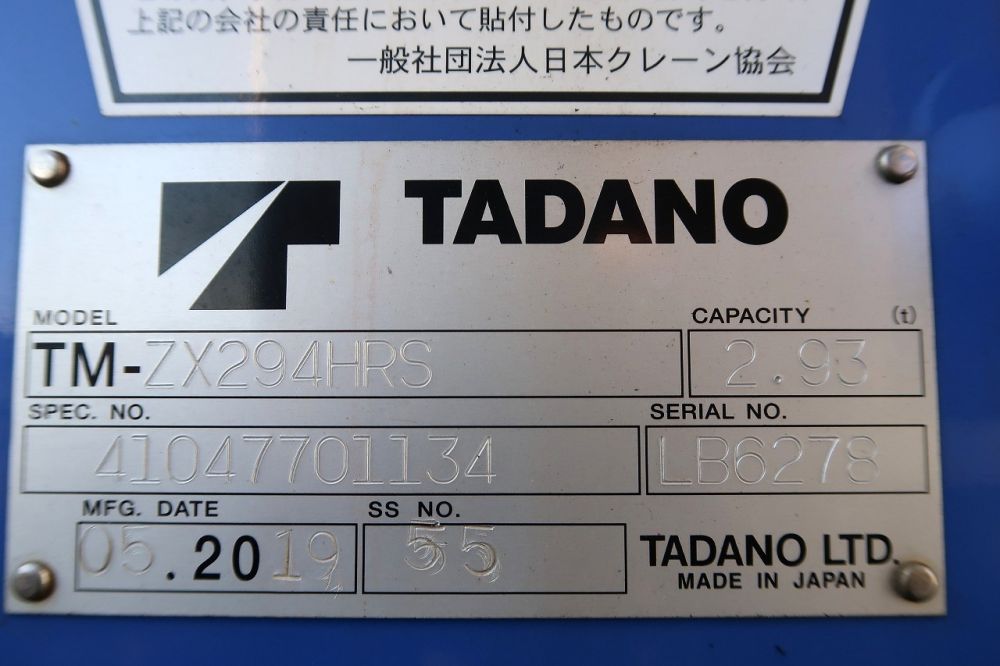 上記の会社の責任において貼付したものです。
一般社団法人日本クレーン協会
TADANO
MODEL
CAPACITY (t)
TM-ZX294HRS
2.93
SPEC. NO.
SERIAL NO.
41047701134
LB6278
MFG. DATE
SS NO.
05.2019
55
TADANO LTD.
MADE IN JAPAN